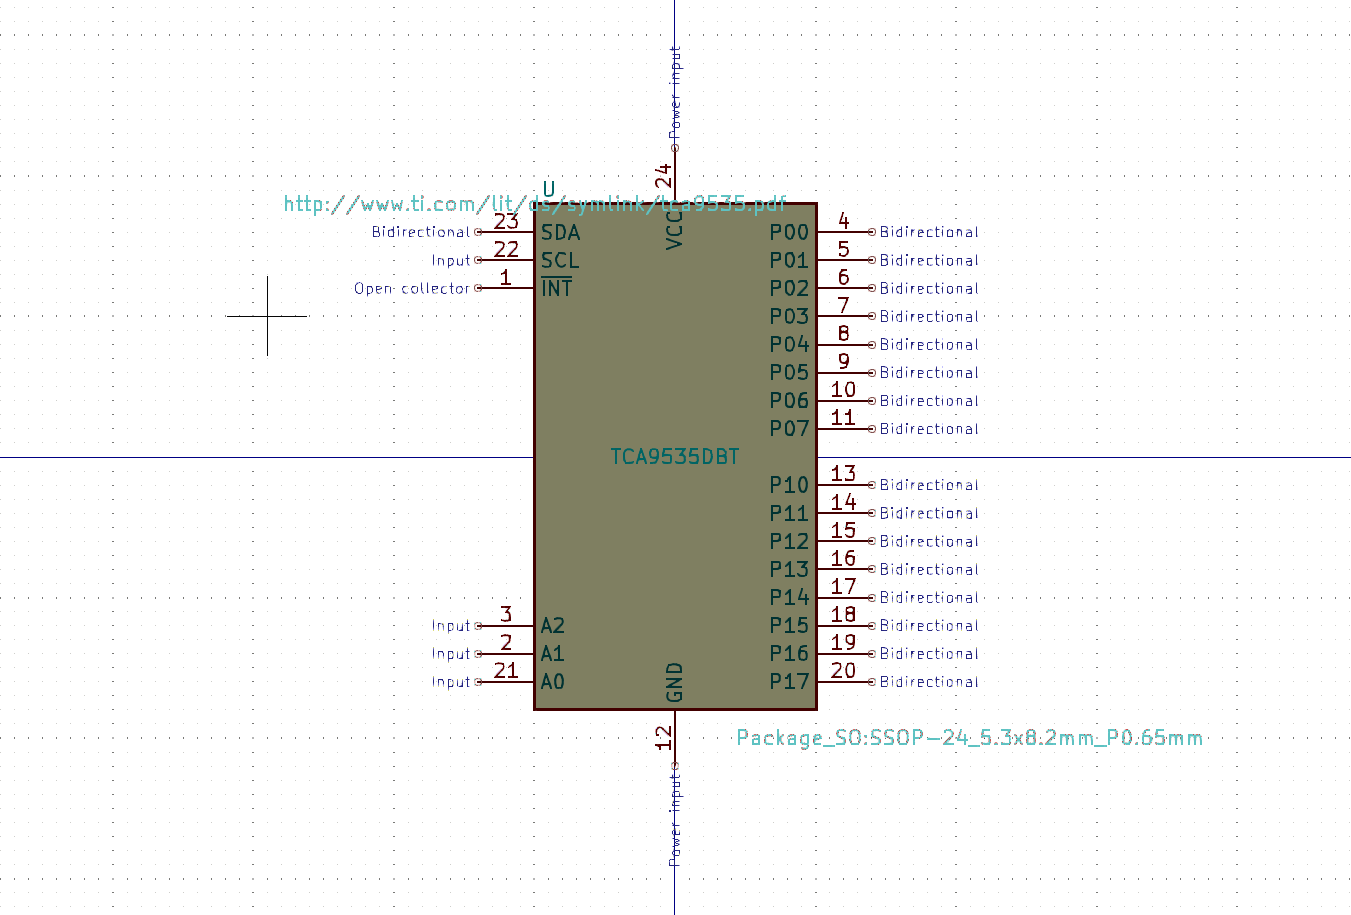 Power input
24
U
http://www.ti.com/lit/ds/symlink/tca9535.pdf
VCC
Bidirectional 23 SDA P00 4 Bidirectional
Input 22 SCL P01 5 Bidirectional
Open collector 1 INT P02 6 Bidirectional
P03 7 Bidirectional
P04 8 Bidirectional
P05 9 Bidirectional
P06 10 Bidirectional
P07 11 Bidirectional
TCA9535DBT
P10 13 Bidirectional
P11 14 Bidirectional
P12 15 Bidirectional
P13 16 Bidirectional
P14 17 Bidirectional
Input 3 A2 P15 18 Bidirectional
Input 2 A1 P16 19 Bidirectional
Input 21 A0 P17 20 Bidirectional
GND
12
Package_SO:SSOP-24_5.3x8.2mm_P0.65mm
Power input